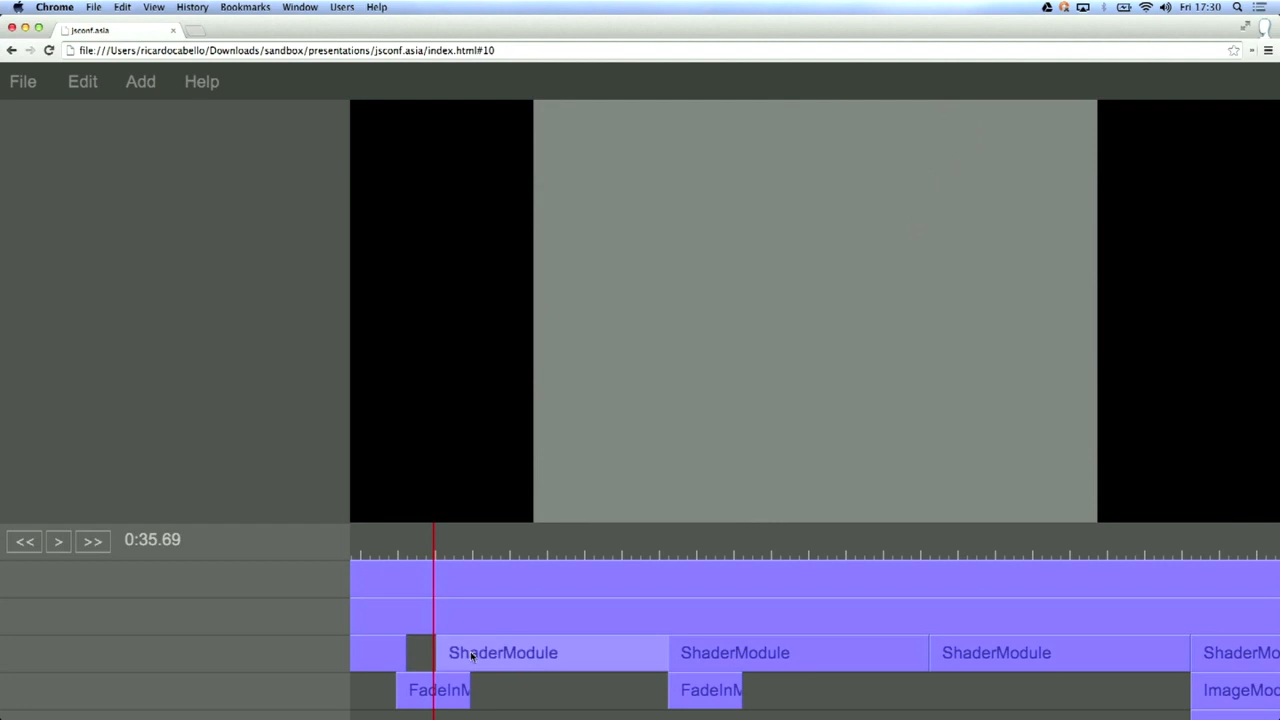 Chrome File Edit View History Bookmarks Window Users Help Fri 17:30
jsconf.asia
file:///Users/ricardocabello/Downloads/sandbox/presentations/jsconf.asia/index.html#10
File Edit Add Help
<< > >> 0:35.69
ShaderModule ShaderModule ShaderModule ShaderMo
FadeInM FadeInM ImageMod